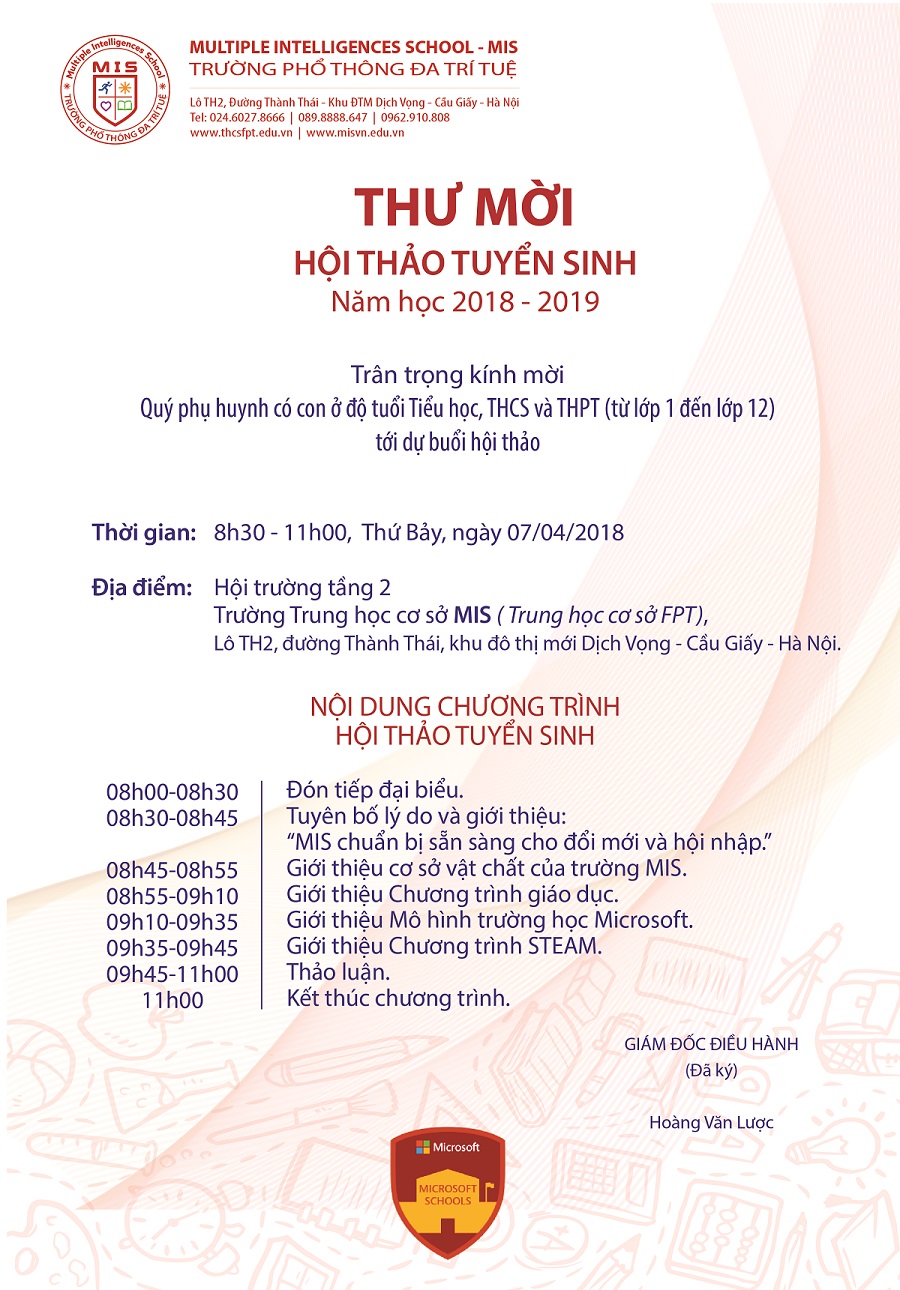 Multiple Intelligences School
MIS
TRƯỜNG PHỔ THÔNG ĐA TRÍ TUỆ
MULTIPLE INTELLIGENCES SCHOOL - MIS
TRƯỜNG PHỔ THÔNG ĐA TRÍ TUỆ
Lô TH2, Đường Thành Thái - Khu ĐTM Dịch Vọng - Cầu Giấy - Hà Nội
Tel: 024.6027.8666 | 089.8888.647 | 0962.910.808
www.thcsfpt.edu.vn | www.misvn.edu.vn
THƯ MỜI
HỘI THẢO TUYỂN SINH
Năm học 2018 - 2019
Trân trọng kính mời
Quý phụ huynh có con ở độ tuổi Tiểu học, THCS và THPT (từ lớp 1 đến lớp 12)
tới dự buổi hội thảo
Thời gian: 8h30 - 11h00, Thứ Bảy, ngày 07/04/2018
Địa điểm: Hội trường tầng 2
Trường Trung học cơ sở MIS ( Trung học cơ sở FPT),
Lô TH2, đường Thành Thái, khu đô thị mới Dịch Vọng - Cầu Giấy - Hà Nội.
NỘI DUNG CHƯƠNG TRÌNH
HỘI THẢO TUYỂN SINH
08h00-08h30 Đón tiếp đại biểu.
08h30-08h45 Tuyên bố lý do và giới thiệu:
“MIS chuẩn bị sẵn sàng cho đổi mới và hội nhập.”
08h45-08h55 Giới thiệu cơ sở vật chất của trường MIS.
08h55-09h10 Giới thiệu Chương trình giáo dục.
09h10-09h35 Giới thiệu Mô hình trường học Microsoft.
09h35-09h45 Giới thiệu Chương trình STEAM.
09h45-11h00 Thảo luận.
11h00 Kết thúc chương trình.
GIÁM ĐỐC ĐIỀU HÀNH
(Đã ký)
Hoàng Văn Lược
Microsoft
MICROSOFT
SCHOOLS